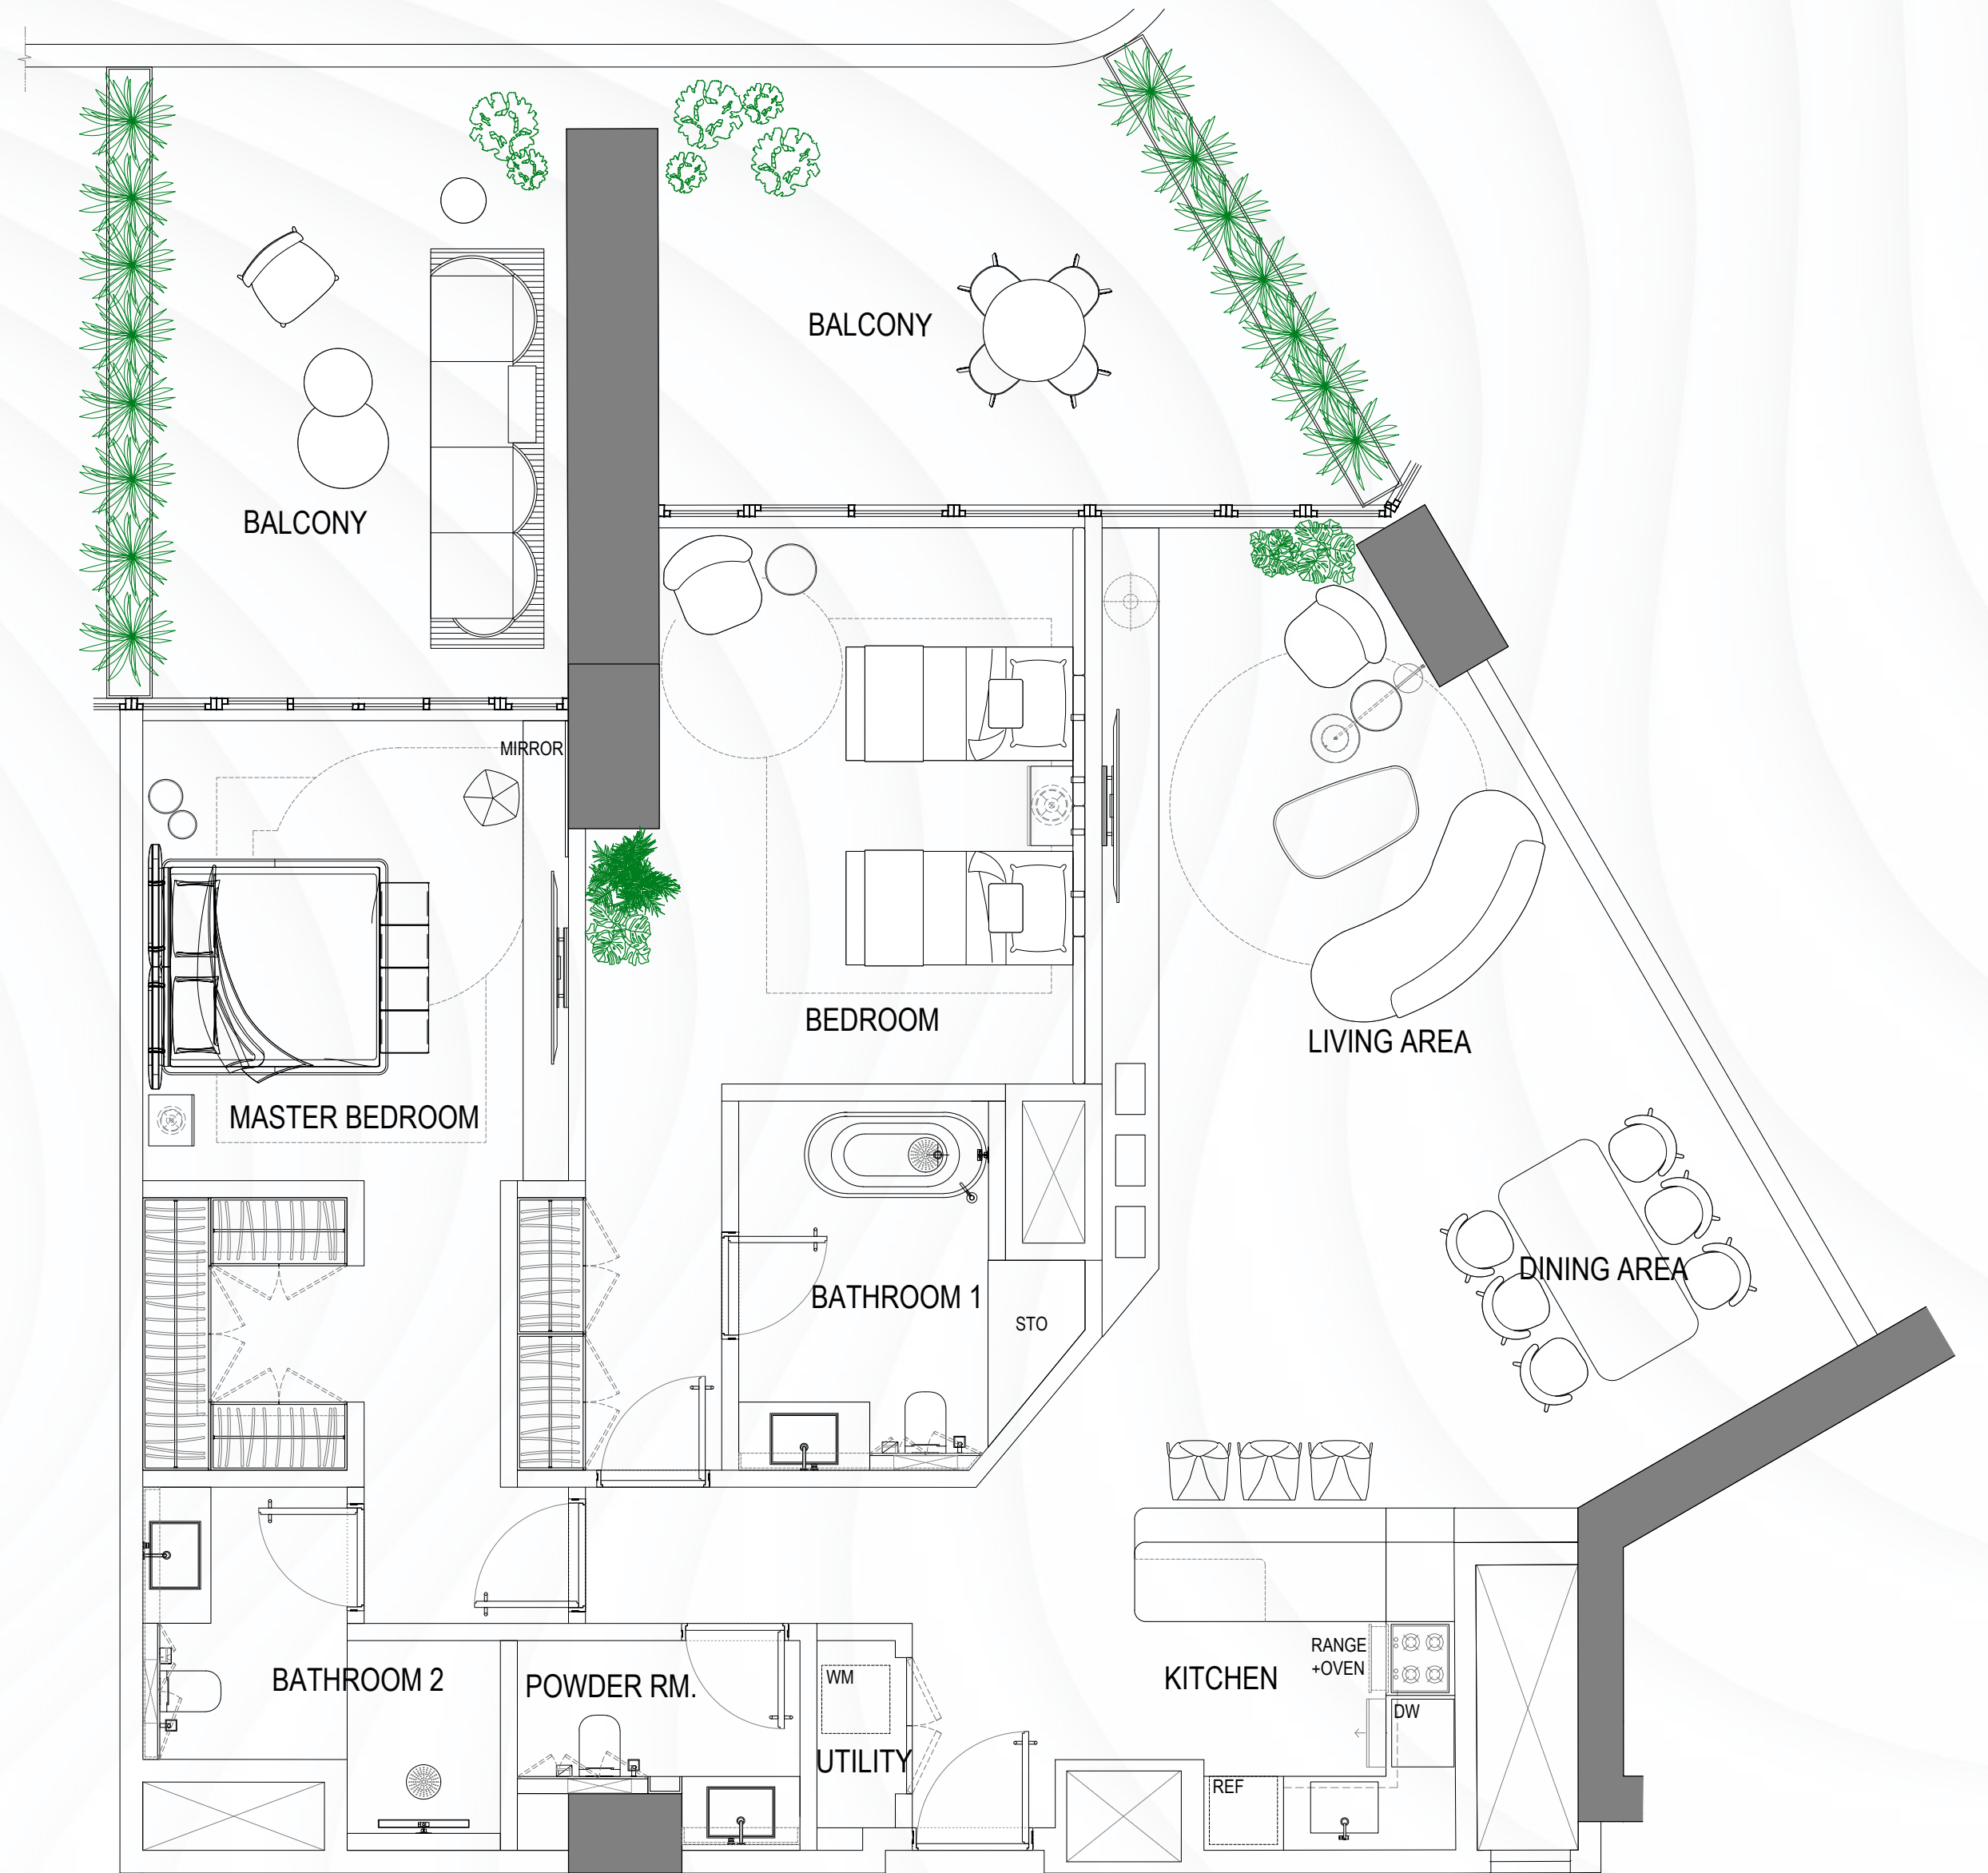 BALCONY
BALCONY
MIRROR
BEDROOM
LIVING AREA
MASTER BEDROOM
DINING AREA
BATHROOM 1
STO
RANGE
+OVEN
KITCHEN
BATHROOM 2
POWDER RM.
WM
DW
UTILITY
REF